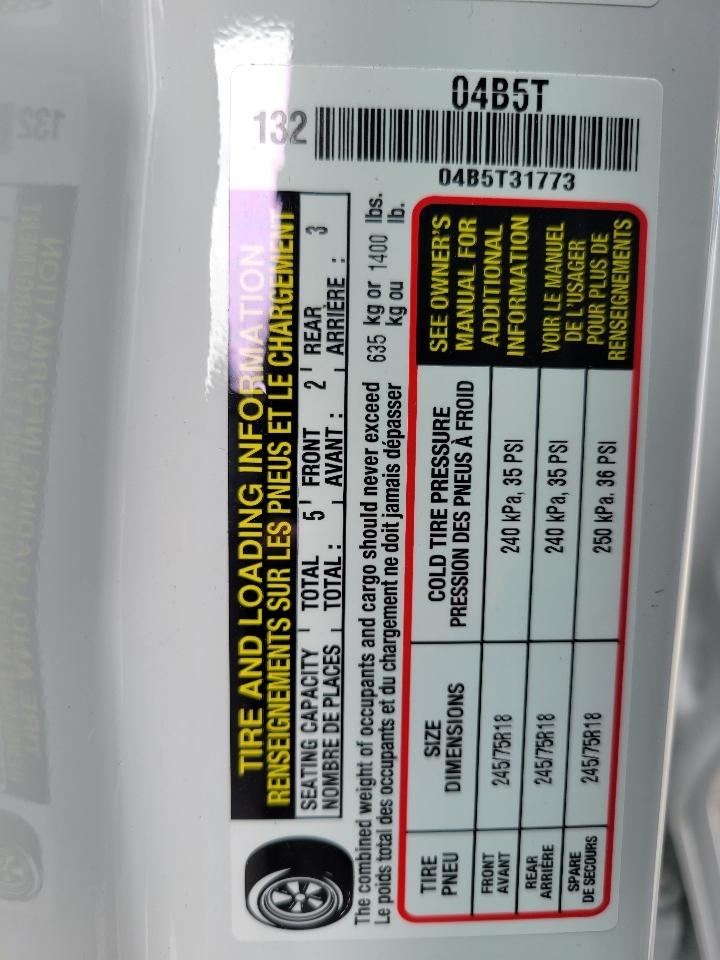 04B5T
132
04B5T31773
TIRE AND LOADING INFORMATION
RENSEIGNEMENTS SUR LES PNEUS ET LE CHARGEMENT
SEATING CAPACITY TOTAL 5 FRONT 2 REAR 3
NOMBRE DE PLACES TOTAL : AVANT : ARRIÈRE :
The combined weight of occupants and cargo should never exceed 635 kg or 1400 lbs.
Le poids total des occupants et du chargement ne doit jamais dépasser kg ou lb.
TIRE
PNEU
SIZE
DIMENSIONS
COLD TIRE PRESSURE
PRESSION DES PNEUS À FROID
FRONT
AVANT
245/75R18
240 kPa, 35 PSI
REAR
ARRIÈRE
245/75R18
240 kPa, 35 PSI
SPARE
DE SECOURS
245/75R18
250 kPa. 36 PSI
SEE OWNER'S
MANUAL FOR
ADDITIONAL
INFORMATION
VOIR LE MANUEL
DE L'USAGER
POUR PLUS DE
RENSEIGNEMENTS